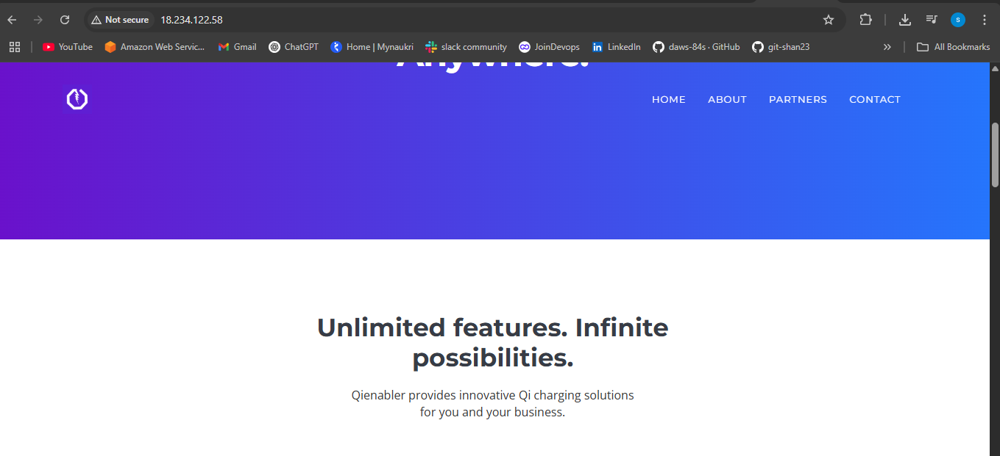 Not secure 18.234.122.58
S
YouTube Amazon Web Servic... Gmail ChatGPT Home | Mynaukri slack community JoinDevops LinkedIn daws-84s · GitHub git-shan23 » All Bookmarks
Anywhere.
HOME ABOUT PARTNERS CONTACT
Unlimited features. Infinite
possibilities.
Qienabler provides innovative Qi charging solutions
for you and your business.